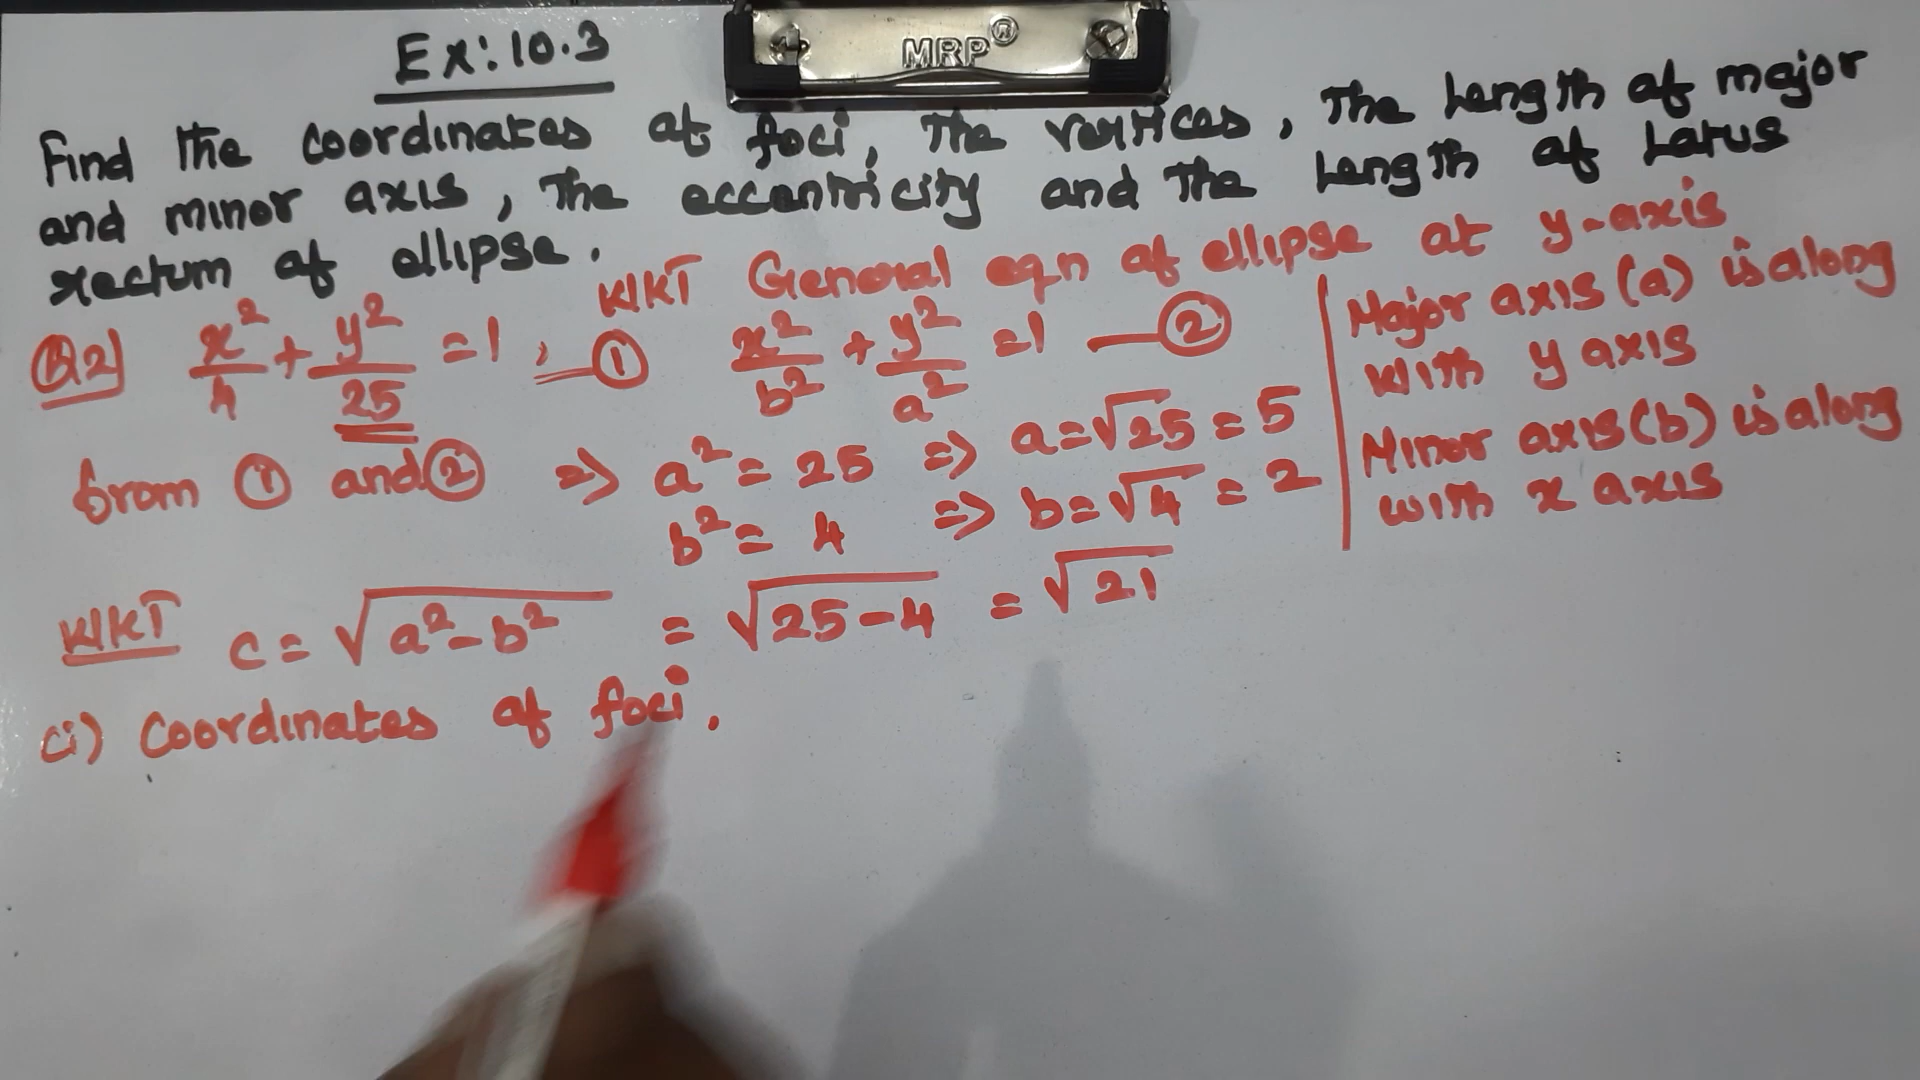 MRP®
Ex: 10.3
Find the coordinates of foci, The vertices, The Length of major
and minor axis, The eccentricity and The Length of Latus
rectum of ellipse.
WKT General eqn of ellipse at y-axis
Q2] x²/4 + y²/25 = 1, —① x²/b² + y²/a² = 1 —②
Major axis (a) is along
with y axis
Minor axis (b) is along
with x axis
from ① and ② => a² = 25 => a = √25 = 5
b² = 4 => b = √4 = 2
WKT c = √a² - b² = √25 - 4 = √21
(i) Coordinates of foci,